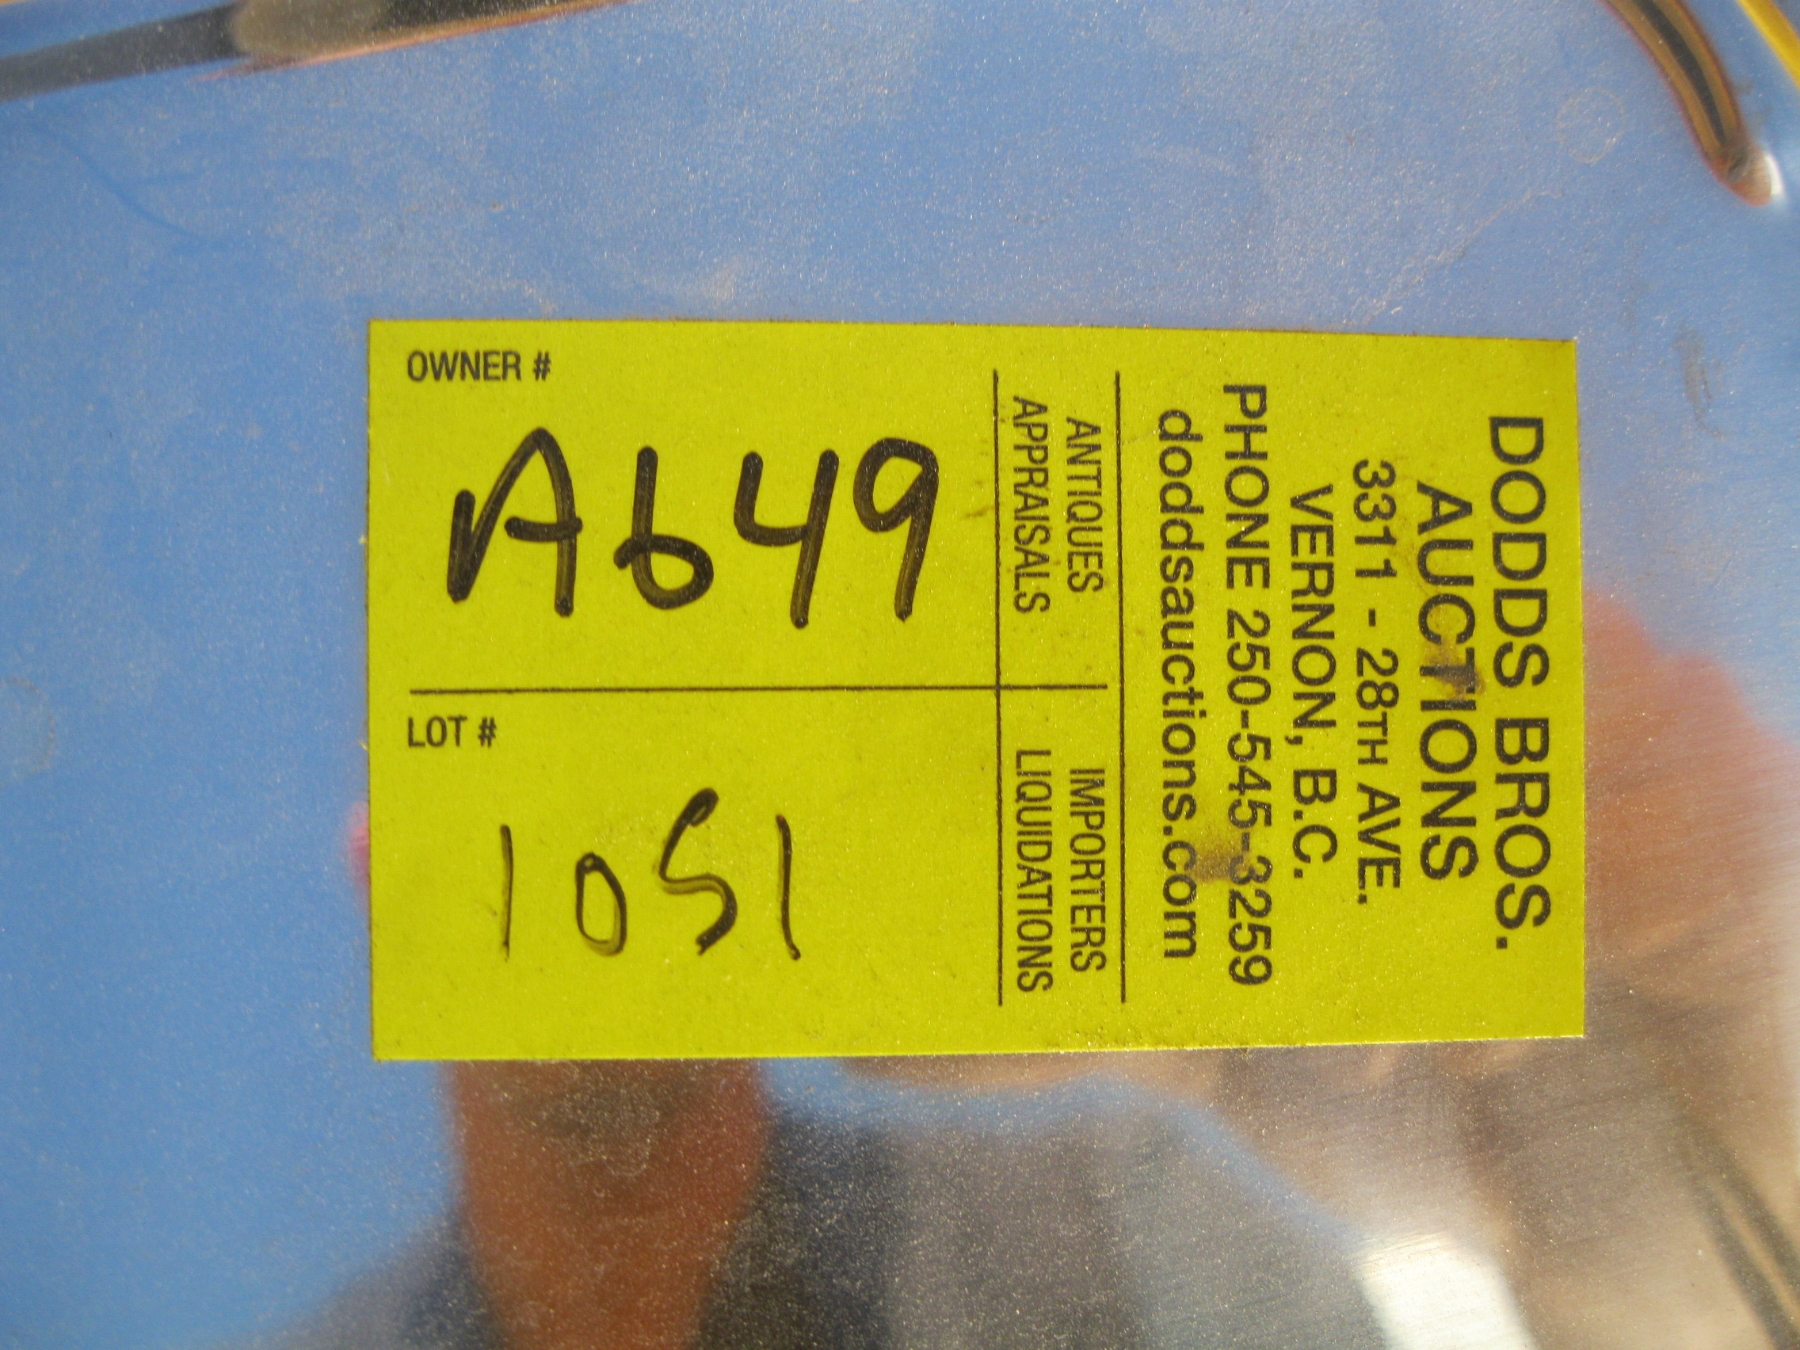 DODDS BROS.
AUCTIONS
3311 - 28TH AVE.
VERNON, B.C.
PHONE 250-545-3259
doddsauctions.com
ANTIQUES IMPORTERS
APPRAISALS LIQUIDATIONS
OWNER #
A649
LOT #
1051